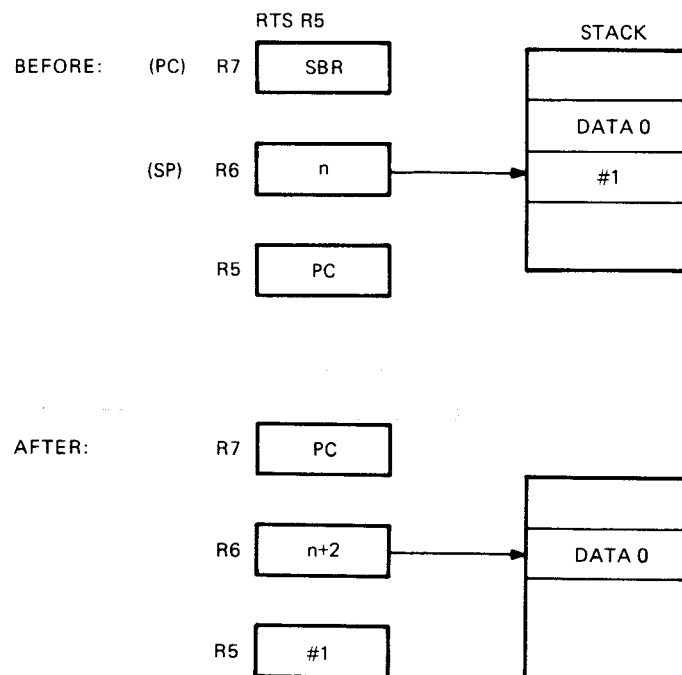 RTS R5
STACK
BEFORE: (PC) R7 SBR
DATA 0
(SP) R6 n #1
R5 PC
AFTER: R7 PC
R6 n+2 DATA 0
R5 #1